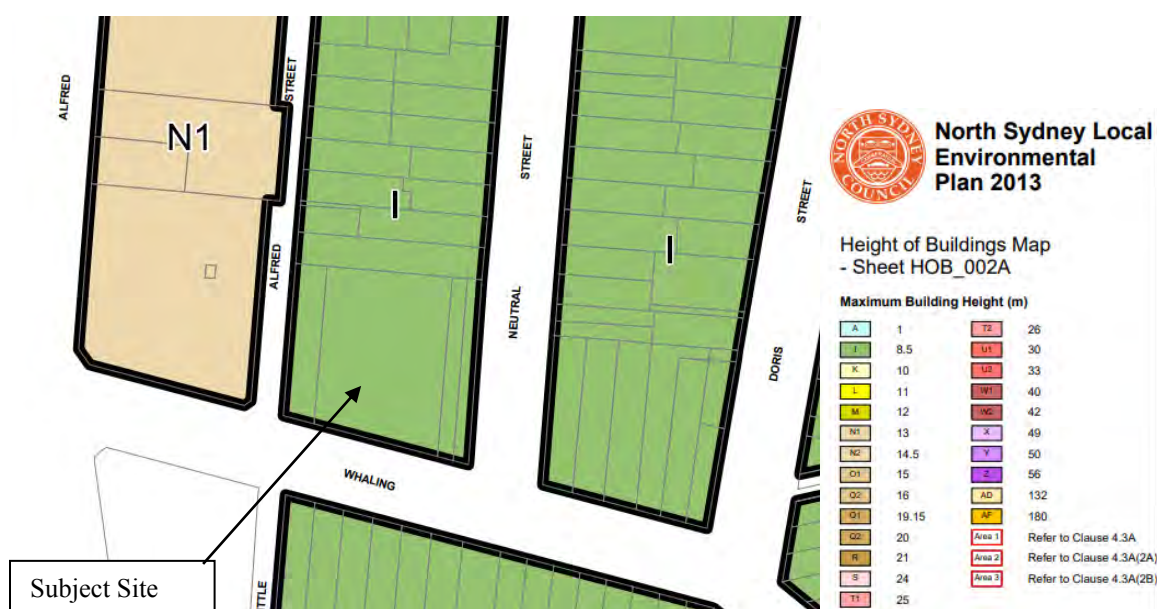 ALFRED
STREET
N1
I
ALFRED
STREET
NEUTRAL
I
STREET
DORIS
WHALING
TTLE
Subject Site
NORTH SYDNEY
COUNCIL
North Sydney Local
Environmental
Plan 2013
Height of Buildings Map
- Sheet HOB_002A
Maximum Building Height (m)
A 1
I 8.5
K 10
L 11
M 12
N1 13
N2 14.5
O1 15
O2 16
Q1 19.15
Q2 20
R 21
S 24
T1 25
T2 26
U1 30
U2 33
W1 40
W2 42
X 49
Y 50
Z 56
AD 132
AF 180
Area 1 Refer to Clause 4.3A
Area 2 Refer to Clause 4.3A(2A)
Area 3 Refer to Clause 4.3A(2B)